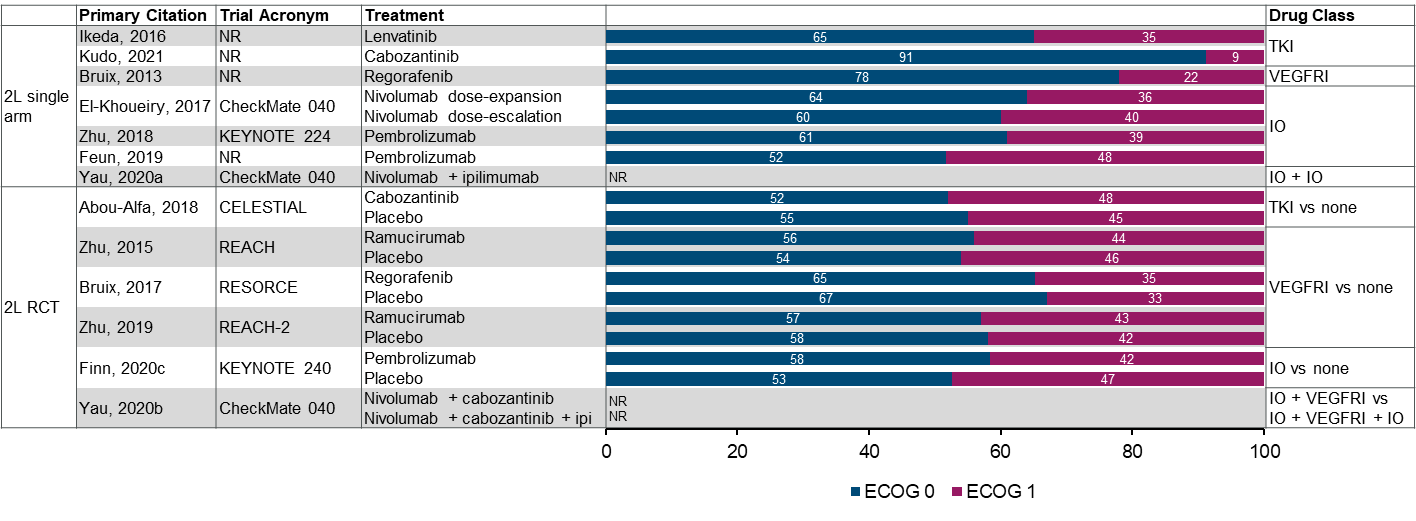 Primary Citation Trial Acronym Treatment Drug Class
2L single arm
Ikeda, 2016 NR Lenvatinib 65 35 TKI
Kudo, 2021 NR Cabozantinib 91 9
Bruix, 2013 NR Regorafenib 78 22 VEGFRI
El-Khoueiry, 2017 CheckMate 040 Nivolumab dose-expansion 64 36 IO
Nivolumab dose-escalation 60 40
Zhu, 2018 KEYNOTE 224 Pembrolizumab 61 39
Feun, 2019 NR Pembrolizumab 52 48
Yau, 2020a CheckMate 040 Nivolumab + ipilimumab NR IO + IO
2L RCT
Abou-Alfa, 2018 CELESTIAL Cabozantinib 52 48 TKI vs none
Placebo 55 45
Zhu, 2015 REACH Ramucirumab 56 44 VEGFRI vs none
Placebo 54 46
Bruix, 2017 RESORCE Regorafenib 65 35
Placebo 67 33
Zhu, 2019 REACH-2 Ramucirumab 57 43
Placebo 58 42
Finn, 2020c KEYNOTE 240 Pembrolizumab 58 42 IO vs none
Placebo 53 47
Yau, 2020b CheckMate 040 Nivolumab + cabozantinib NR IO + VEGFRI vs
Nivolumab + cabozantinib + ipi NR IO + VEGFRI + IO
0 20 40 60 80 100
ECOG 0 ECOG 1